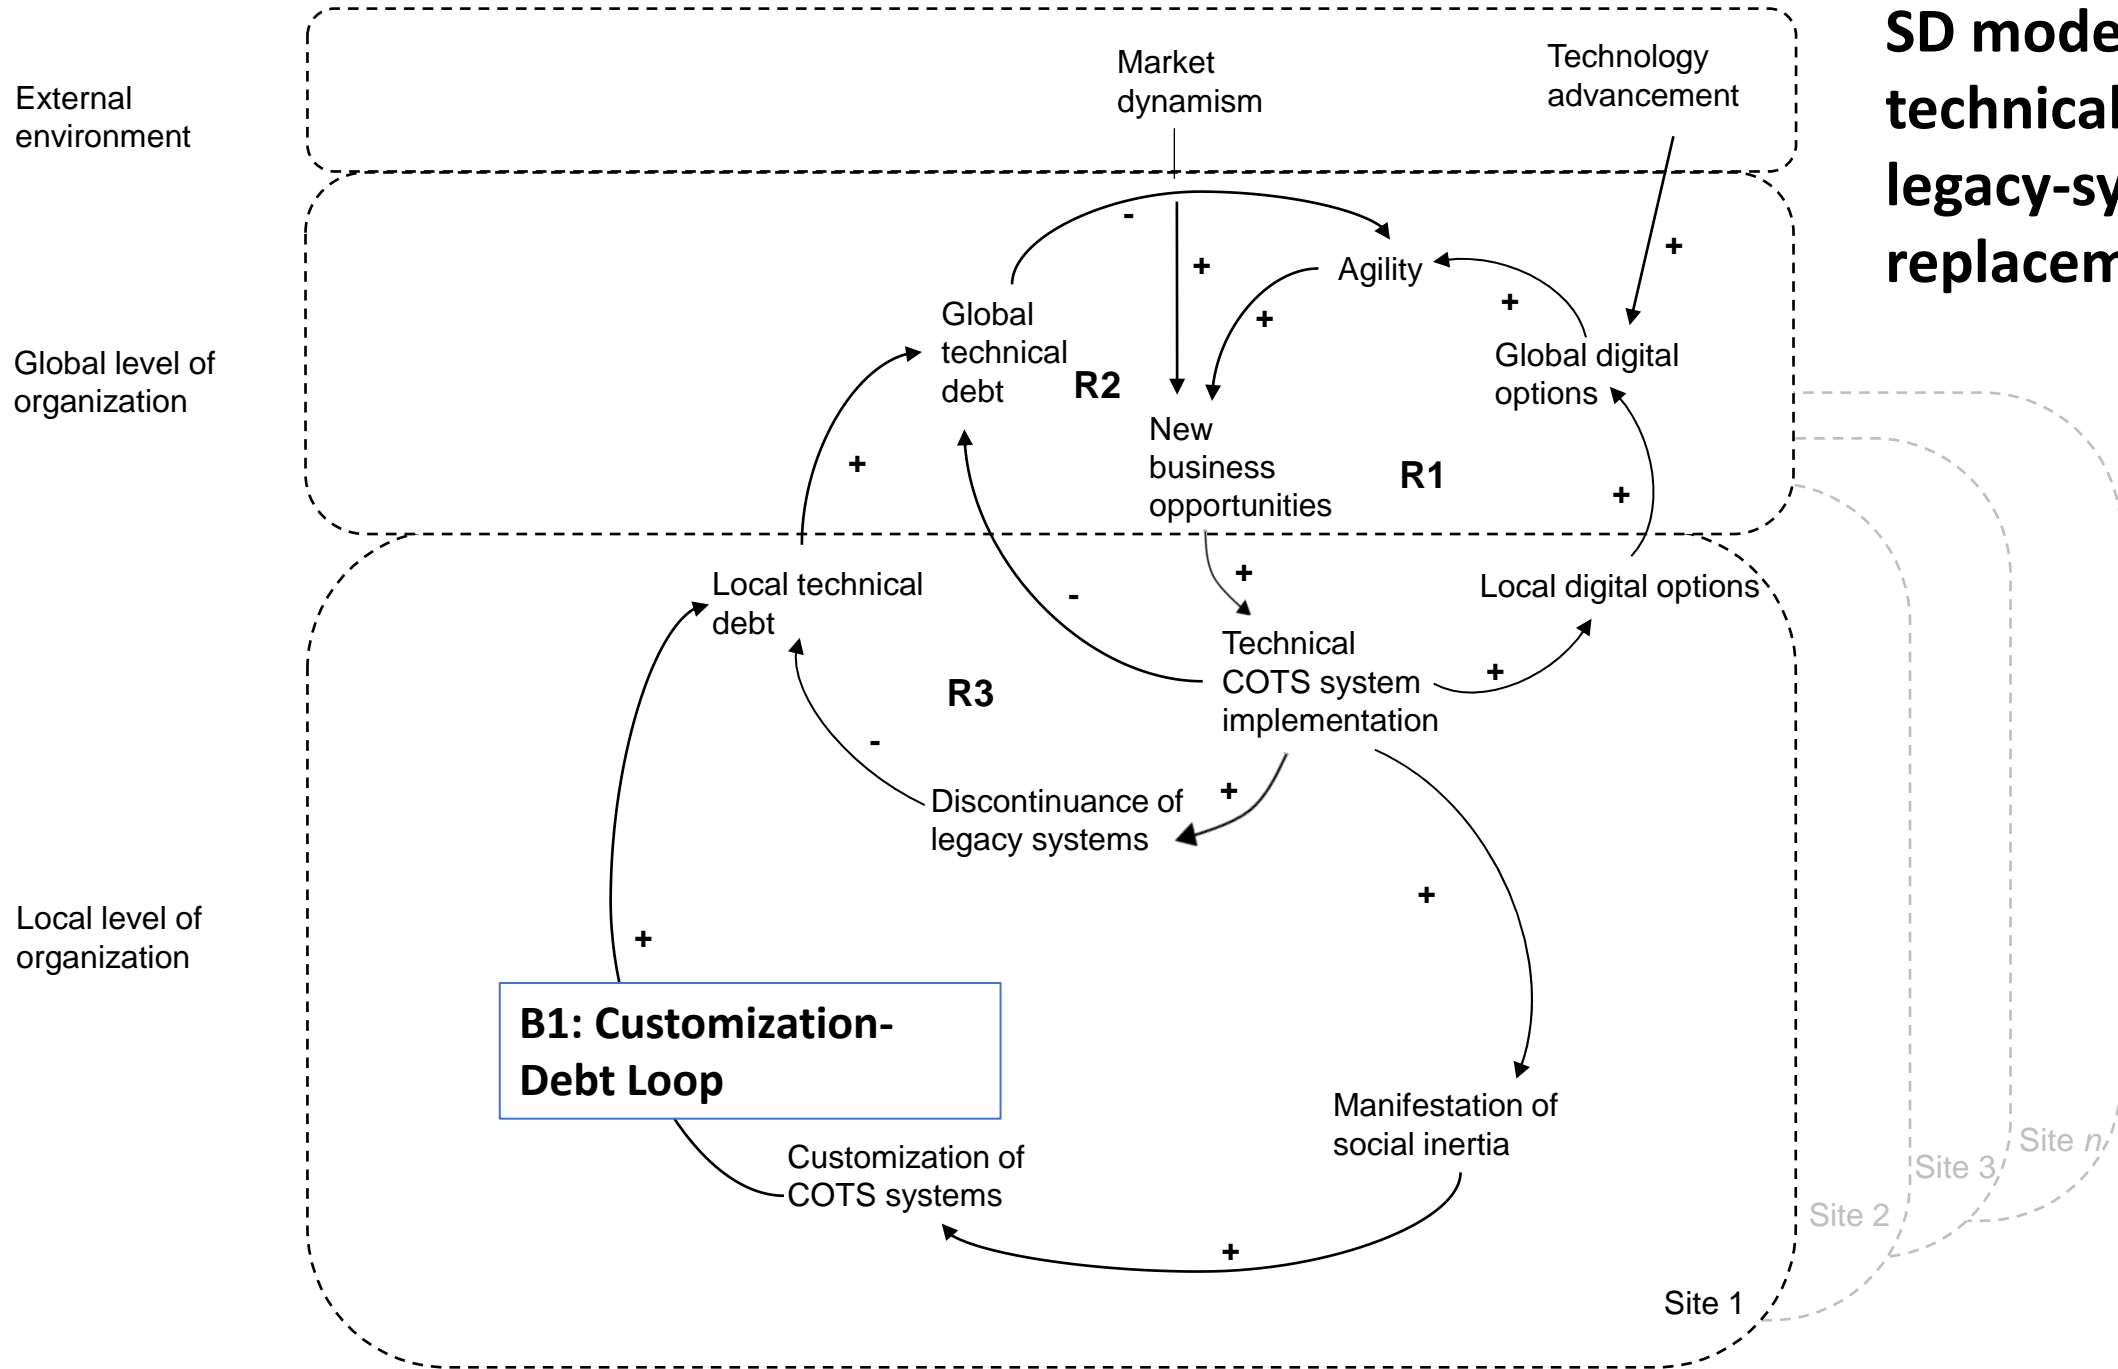 SD mode
technical
legacy-sy
replacem
External
environment
Market
dynamism
Technology
advancement
-
+
+
Agility
+
+
Global
technical
debt
R2
Global digital
options
Global level of
organization
New
business
opportunities
R1
+
+
+
-
Local technical
debt
Local digital options
Technical
COTS system
implementation
+
R3
-
Discontinuance of
legacy systems
+
+
Local level of
organization
+
B1: Customization-
Debt Loop
Manifestation of
social inertia
Customization of
COTS systems
+
Site 1
Site 2
Site 3
Site n